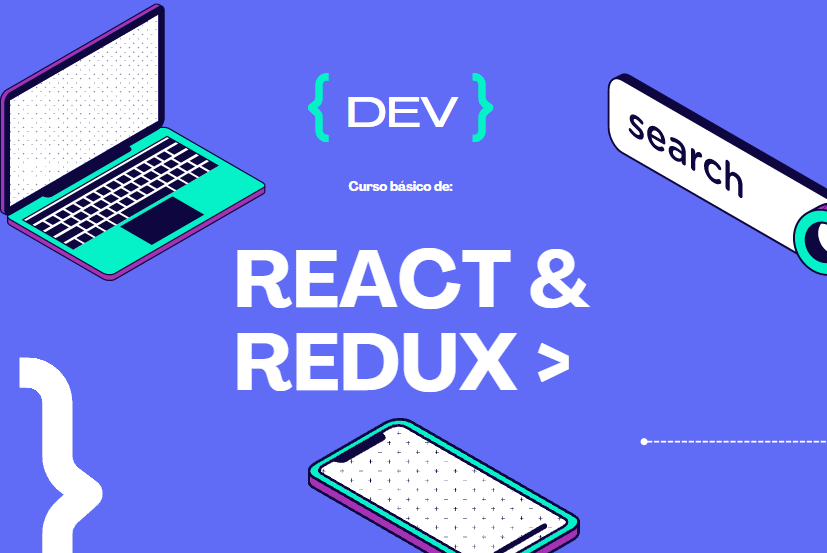 { DEV }
search
Curso básico de:
REACT &
REDUX >
}